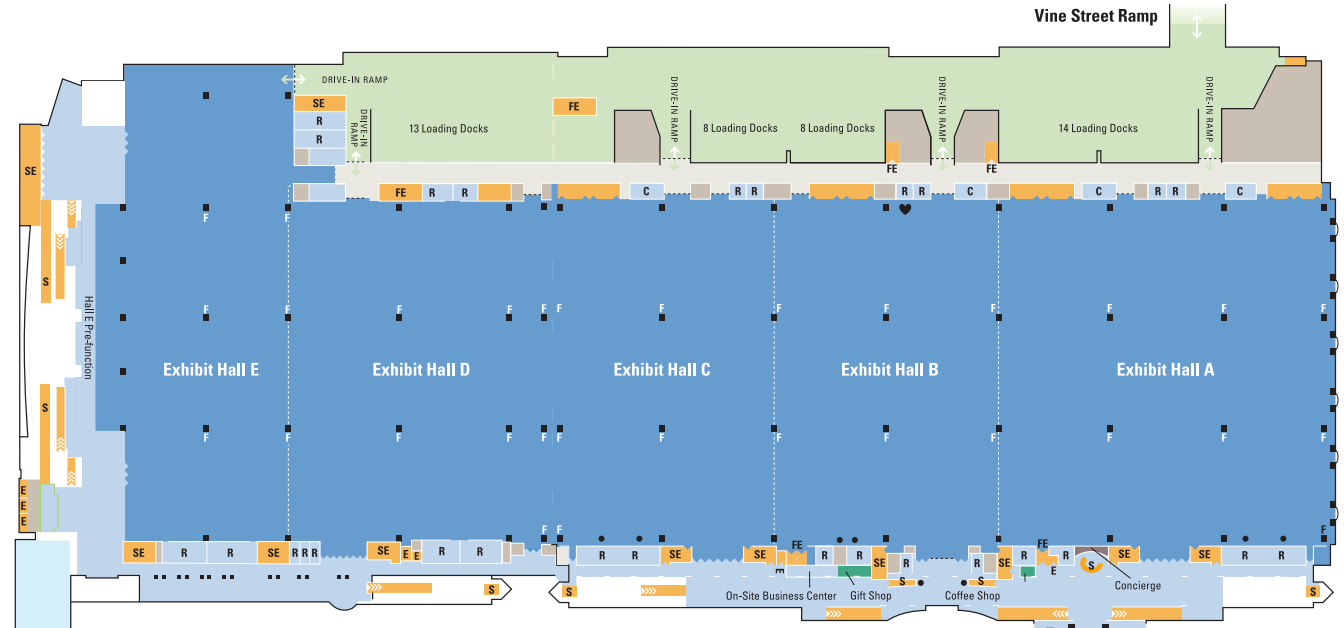 Vine Street Ramp
DRIVE-IN RAMP
SE
FE
R
DRIVE-IN
RAMP
13 Loading Docks
DRIVE-IN RAMP
8 Loading Docks
8 Loading Docks
DRIVE-IN RAMP
14 Loading Docks
DRIVE-IN RAMP
R
SE
FE
FE
FE
R
R
C
R
R
R
R
C
C
R
R
C
F
F
S
S
F
F
F
F
F
F
F
F
F
F
F
F
Hall E Pre-function
Exhibit Hall E
Exhibit Hall D
Exhibit Hall C
Exhibit Hall B
Exhibit Hall A
S
F
F
F
F
F
F
F
F
F
F
F
F
E
E
E
F
F
F
SE
R
R
SE
R
R
R
SE
E
E
R
R
R
R
SE
SE
FE
R
R
SE
R
S
E
S
SE
R
FE
R
E
S
SE
SE
R
R
S
S
S
On-Site Business Center
Gift Shop
Coffee Shop
Concierge